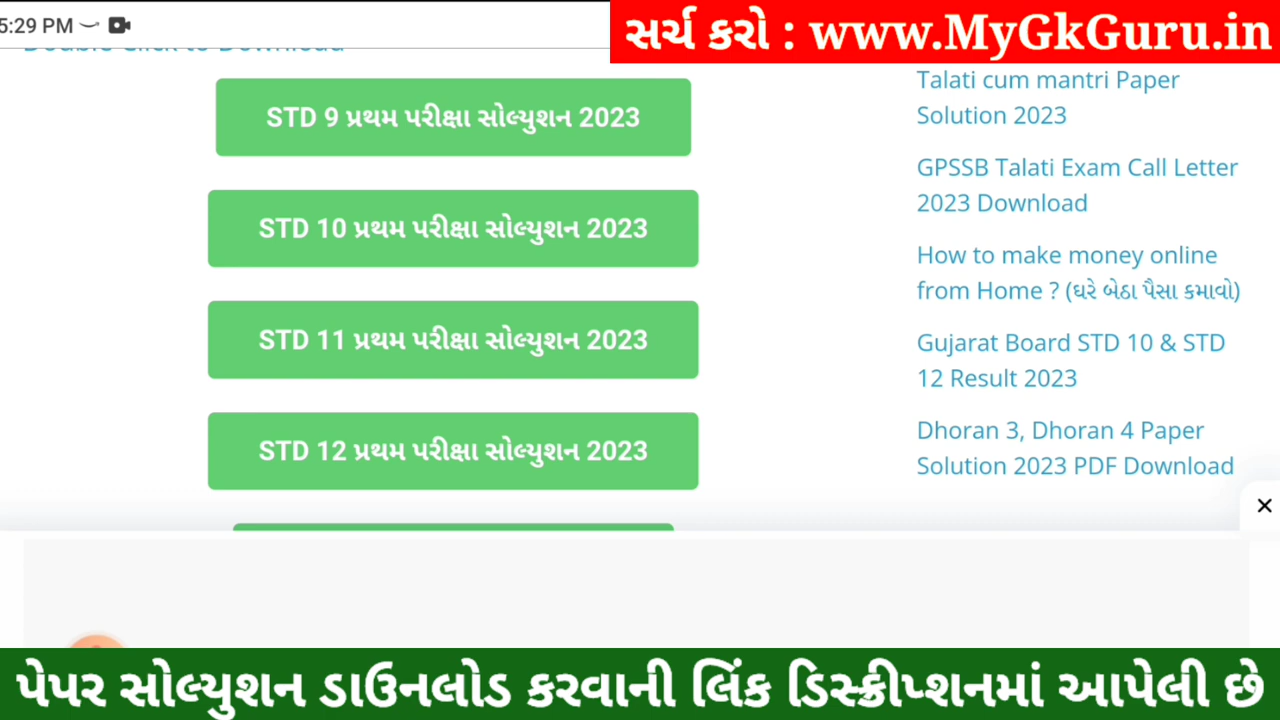 5:29 PM
સર્ચ કરો : www.MyGkGuru.in
Double Click to Download
STD 9 પ્રથમ પરીક્ષા સોલ્યુશન 2023
STD 10 પ્રથમ પરીક્ષા સોલ્યુશન 2023
STD 11 પ્રથમ પરીક્ષા સોલ્યુશન 2023
STD 12 પ્રથમ પરીક્ષા સોલ્યુશન 2023
Talati cum mantri Paper
Solution 2023
GPSSB Talati Exam Call Letter
2023 Download
How to make money online
from Home ? (ઘરે બેઠા પૈસા કમાવો)
Gujarat Board STD 10 & STD
12 Result 2023
Dhoran 3, Dhoran 4 Paper
Solution 2023 PDF Download
પેપર સોલ્યુશન ડાઉનલોડ કરવાની લિંક ડિસ્ક્રીપ્શનમાં આપેલી છે